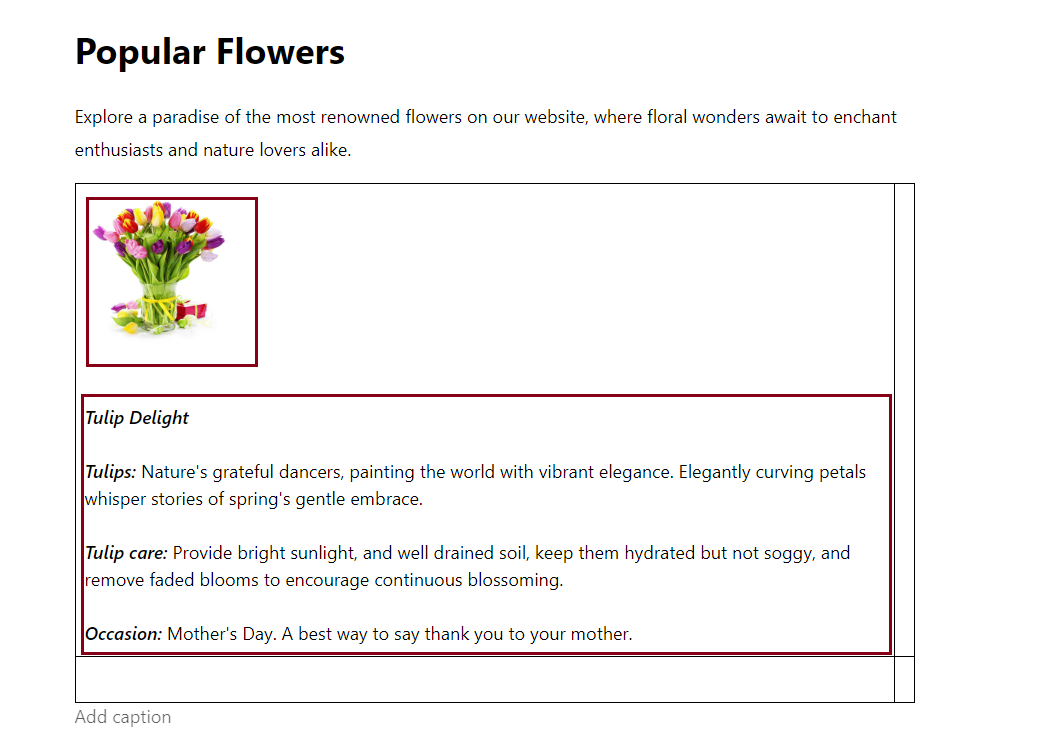 Popular Flowers
Explore a paradise of the most renowned flowers on our website, where floral wonders await to enchant
enthusiasts and nature lovers alike.
Tulip Delight
Tulips: Nature's grateful dancers, painting the world with vibrant elegance. Elegantly curving petals
whisper stories of spring's gentle embrace.
Tulip care: Provide bright sunlight, and well drained soil, keep them hydrated but not soggy, and
remove faded blooms to encourage continuous blossoming.
Occasion: Mother's Day. A best way to say thank you to your mother.
Add caption